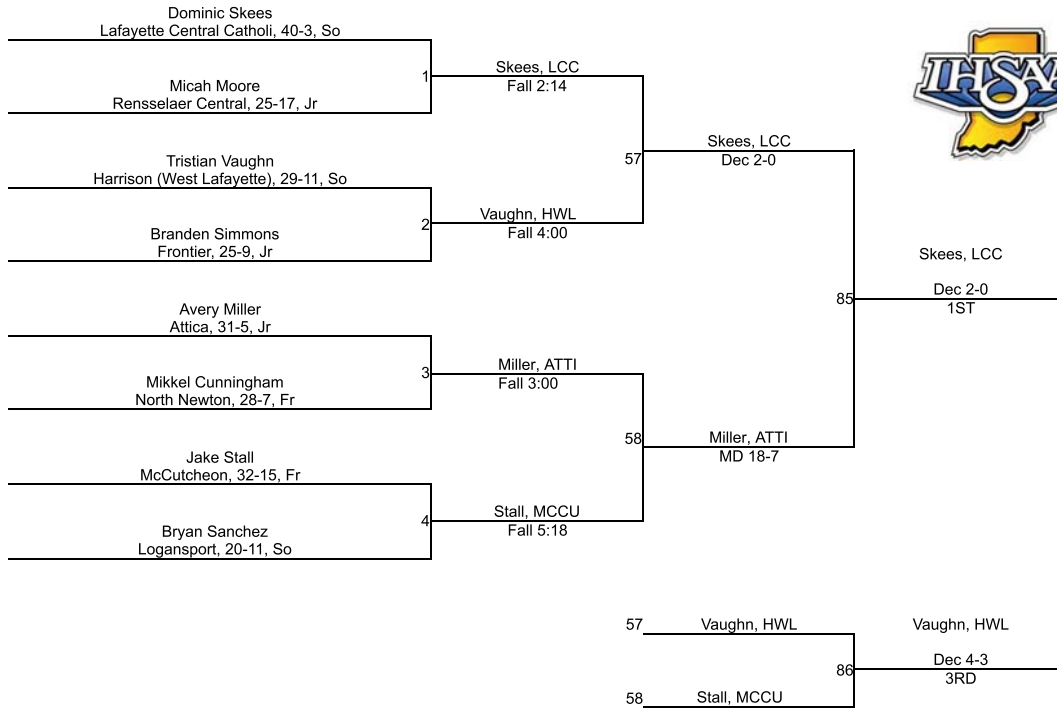 Dominic Skees
Lafayette Central Catholi, 40-3, So
Micah Moore
Rensselaer Central, 25-17, Jr
Tristian Vaughn
Harrison (West Lafayette), 29-11, So
Branden Simmons
Frontier, 25-9, Jr
Avery Miller
Attica, 31-5, Jr
Mikkel Cunningham
North Newton, 28-7, Fr
Jake Stall
McCutcheon, 32-15, Fr
Bryan Sanchez
Logansport, 20-11, So
1
Skees, LCC
Fall 2:14
2
Vaughn, HWL
Fall 4:00
3
Miller, ATTI
Fall 3:00
4
Stall, MCCU
Fall 5:18
57
Skees, LCC
Dec 2-0
58
Miller, ATTI
MD 18-7
85
Skees, LCC
Dec 2-0
1ST
57
Vaughn, HWL
58
Stall, MCCU
86
Vaughn, HWL
Dec 4-3
3RD
IHSAA